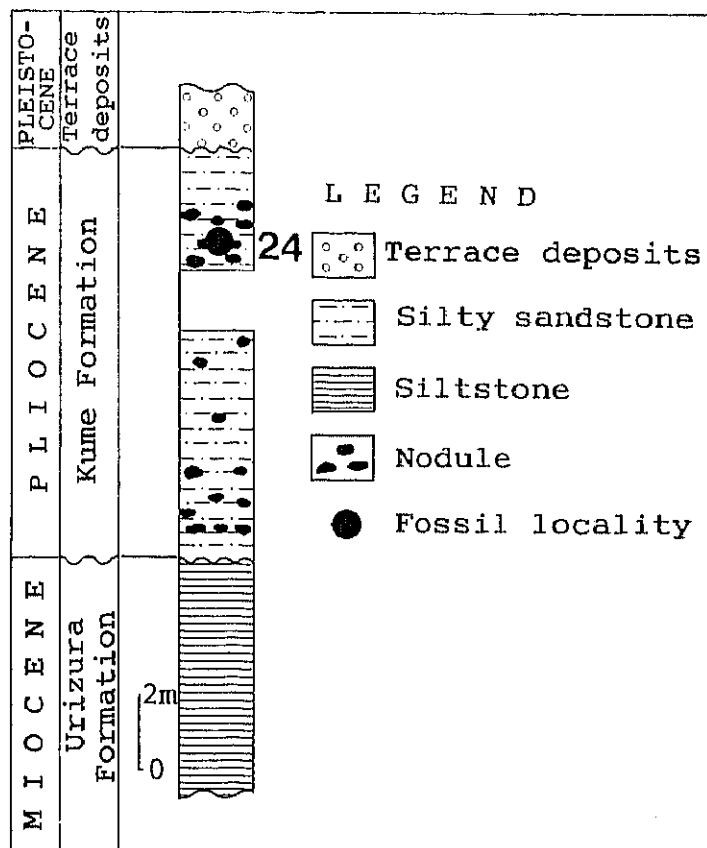 PLEISTO-
CENE
Terrace
deposits
PLIOCENE
Kume Formation
MIOCENE
Urizura
Formation
24
2m
0
LEGEND
Terrace deposits
Silty sandstone
Siltstone
Nodule
Fossil locality